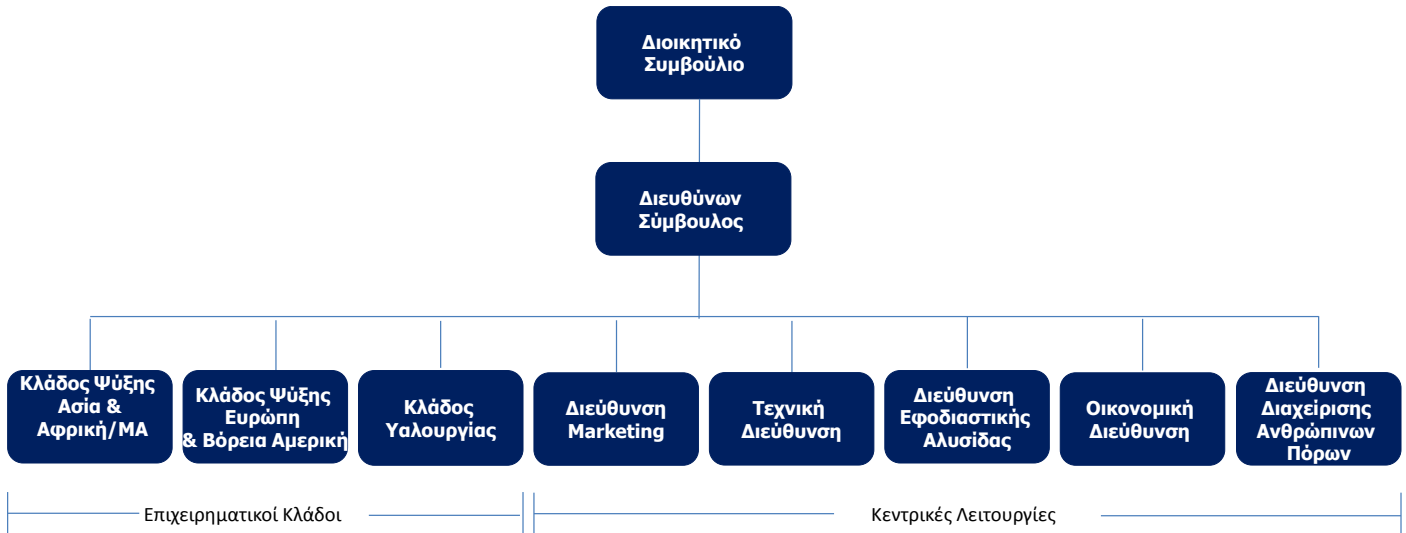 Διοικητικό
Συμβούλιο
Διευθύνων
Σύμβουλος
Κλάδος Ψύξης
Ασία &
Αφρική/ΜΑ
Κλάδος Ψύξης
Ευρώπη
& Βόρεια Αμερική
Κλάδος
Υαλουργίας
Διεύθυνση
Marketing
Τεχνική
Διεύθυνση
Διεύθυνση
Εφοδιαστικής
Αλυσίδας
Οικονομική
Διεύθυνση
Διεύθυνση
Διαχείρισης
Ανθρώπινων
Πόρων
Επιχειρηματικοί Κλάδοι
Κεντρικές Λειτουργίες